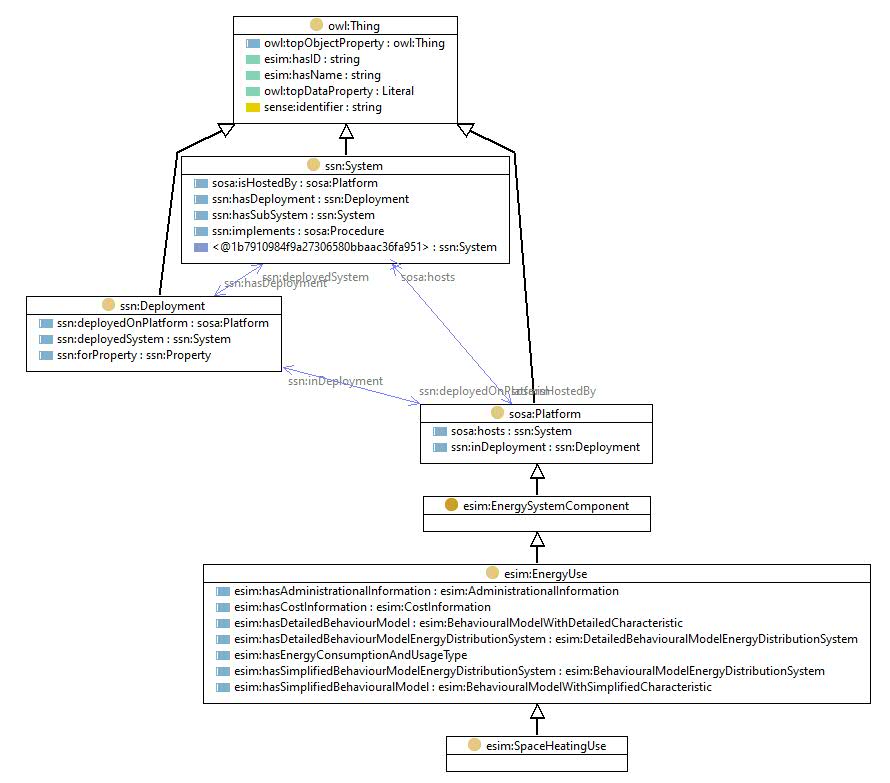 owl:Thing
owl:topObjectProperty : owl:Thing
esim:hasID : string
esim:hasName : string
owl:topDataProperty : Literal
sense:identifier : string
ssn:System
sosa:isHostedBy : sosa:Platform
ssn:hasDeployment : ssn:Deployment
ssn:hasSubSystem : ssn:System
ssn:implements : sosa:Procedure
<@1b7910984f9a27306580bbaac36fa951> : ssn:System
ssn:deployedSystem
sosa:hosts
ssn:hasDeployment
ssn:Deployment
ssn:deployedOnPlatform : sosa:Platform
ssn:deployedSystem : ssn:System
ssn:forProperty : ssn:Property
ssn:inDeployment
ssn:deployedOnPlatform
sosa:isHostedBy
sosa:Platform
sosa:hosts : ssn:System
ssn:inDeployment : ssn:Deployment
esim:EnergySystemComponent
esim:EnergyUse
esim:hasAdministrationalInformation : esim:AdministrationalInformation
esim:hasCostInformation : esim:CostInformation
esim:hasDetailedBehaviourModel : esim:BehaviouralModelWithDetailedCharacteristic
esim:hasDetailedBehaviourModelEnergyDistributionSystem : esim:DetailedBehaviouralModelEnergyDistributionSystem
esim:hasEnergyConsumptionAndUsageType
esim:hasSimplifiedBehaviourModelEnergyDistributionSystem : esim:BehaviouralModelEnergyDistributionSystem
esim:hasSimplifiedBehaviouralModel : esim:BehaviouralModelWithSimplifiedCharacteristic
esim:SpaceHeatingUse